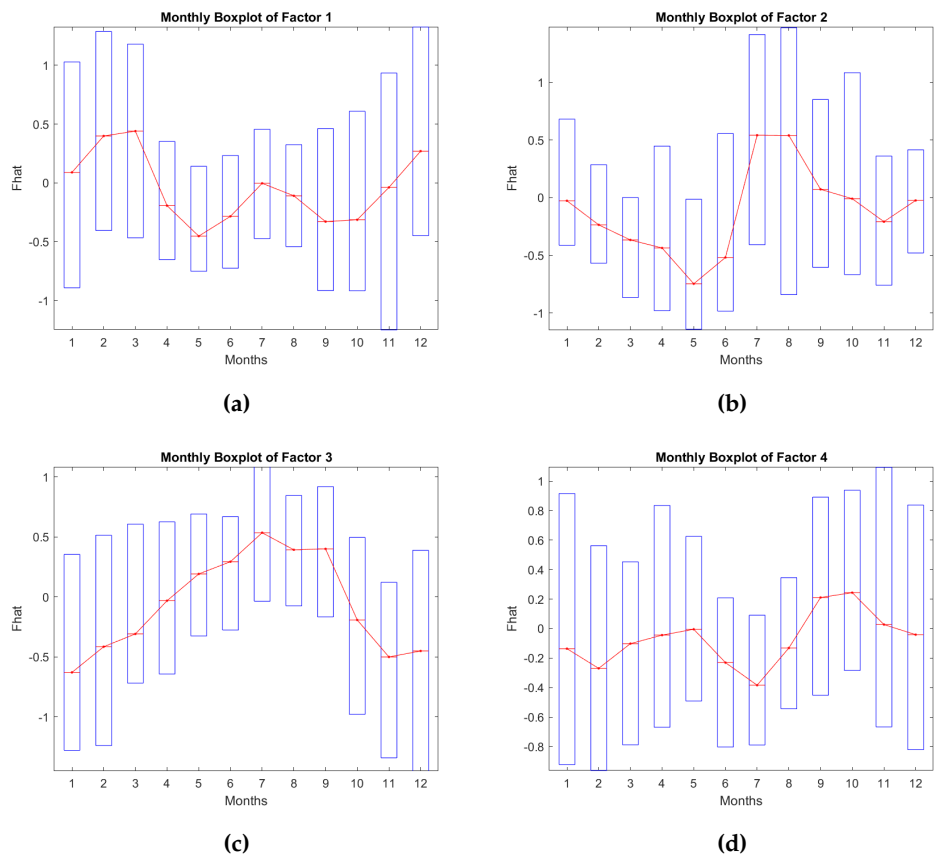 Monthly Boxplot of Factor 1
1
0.5
0
-0.5
-1
Fhat
1 2 3 4 5 6 7 8 9 10 11 12
Months
(a)
Monthly Boxplot of Factor 2
1
0.5
0
-0.5
-1
Fhat
1 2 3 4 5 6 7 8 9 10 11 12
Months
(b)
Monthly Boxplot of Factor 3
1
0.5
0
-0.5
-1
Fhat
1 2 3 4 5 6 7 8 9 10 11 12
Months
(c)
Monthly Boxplot of Factor 4
1
0.8
0.6
0.4
0.2
0
-0.2
-0.4
-0.6
-0.8
Fhat
1 2 3 4 5 6 7 8 9 10 11 12
Months
(d)